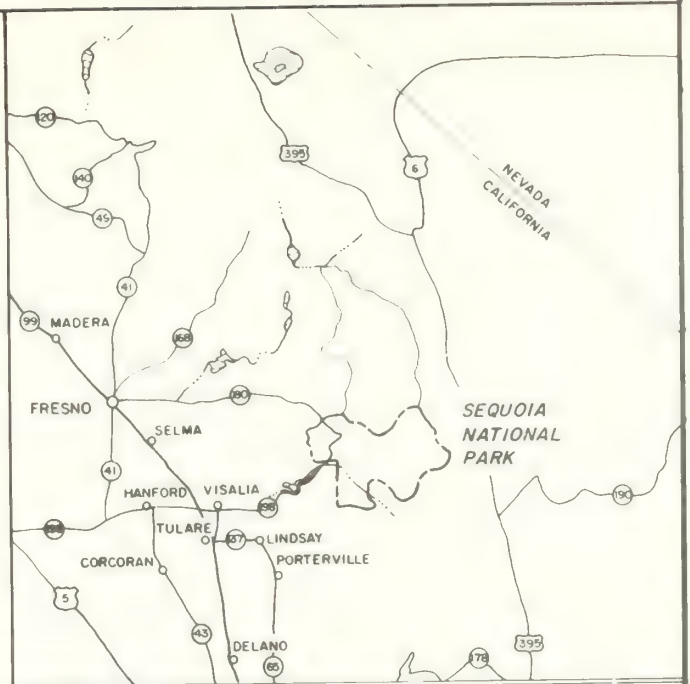 120
395
6
140
NEVADA
CALIFORNIA
49
41
99
MADERA
168
180
FRESNO
SEQUOIA
NATIONAL
PARK
SELMA
41
HANFORD
VISALIA
198
190
TULARE
137
LINDSAY
CORCORAN
PORTERVILLE
5
43
395
DELANO
178
65